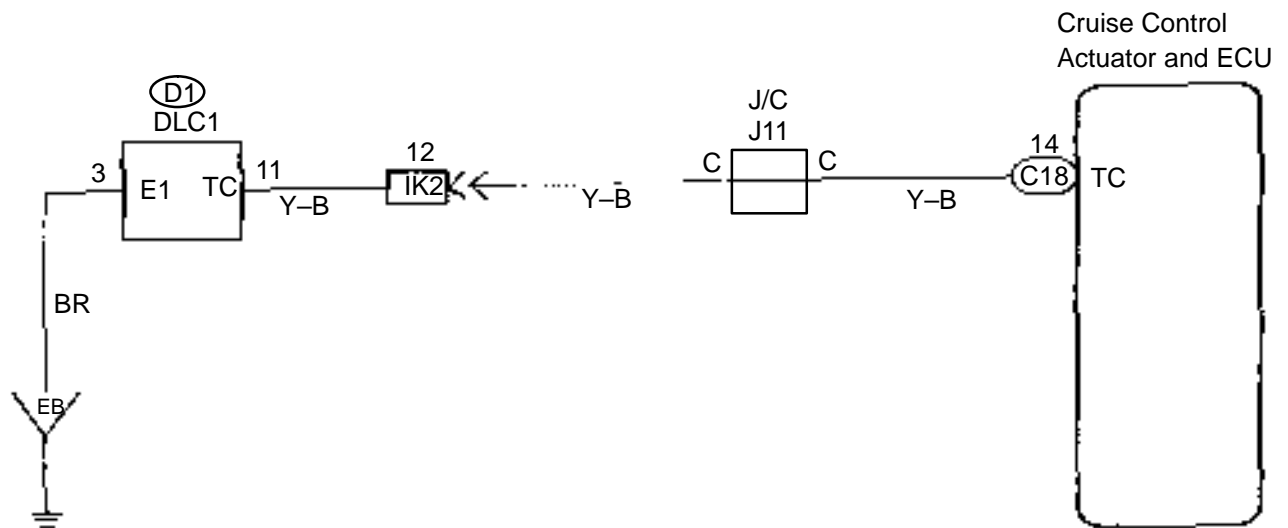 Cruise Control
Actuator and ECU
D1
DLC1
J/C
J11
3
E1
TC
11
12
IK2
Y–B
Y–B
C
C
Y–B
14
C18
TC
BR
EB